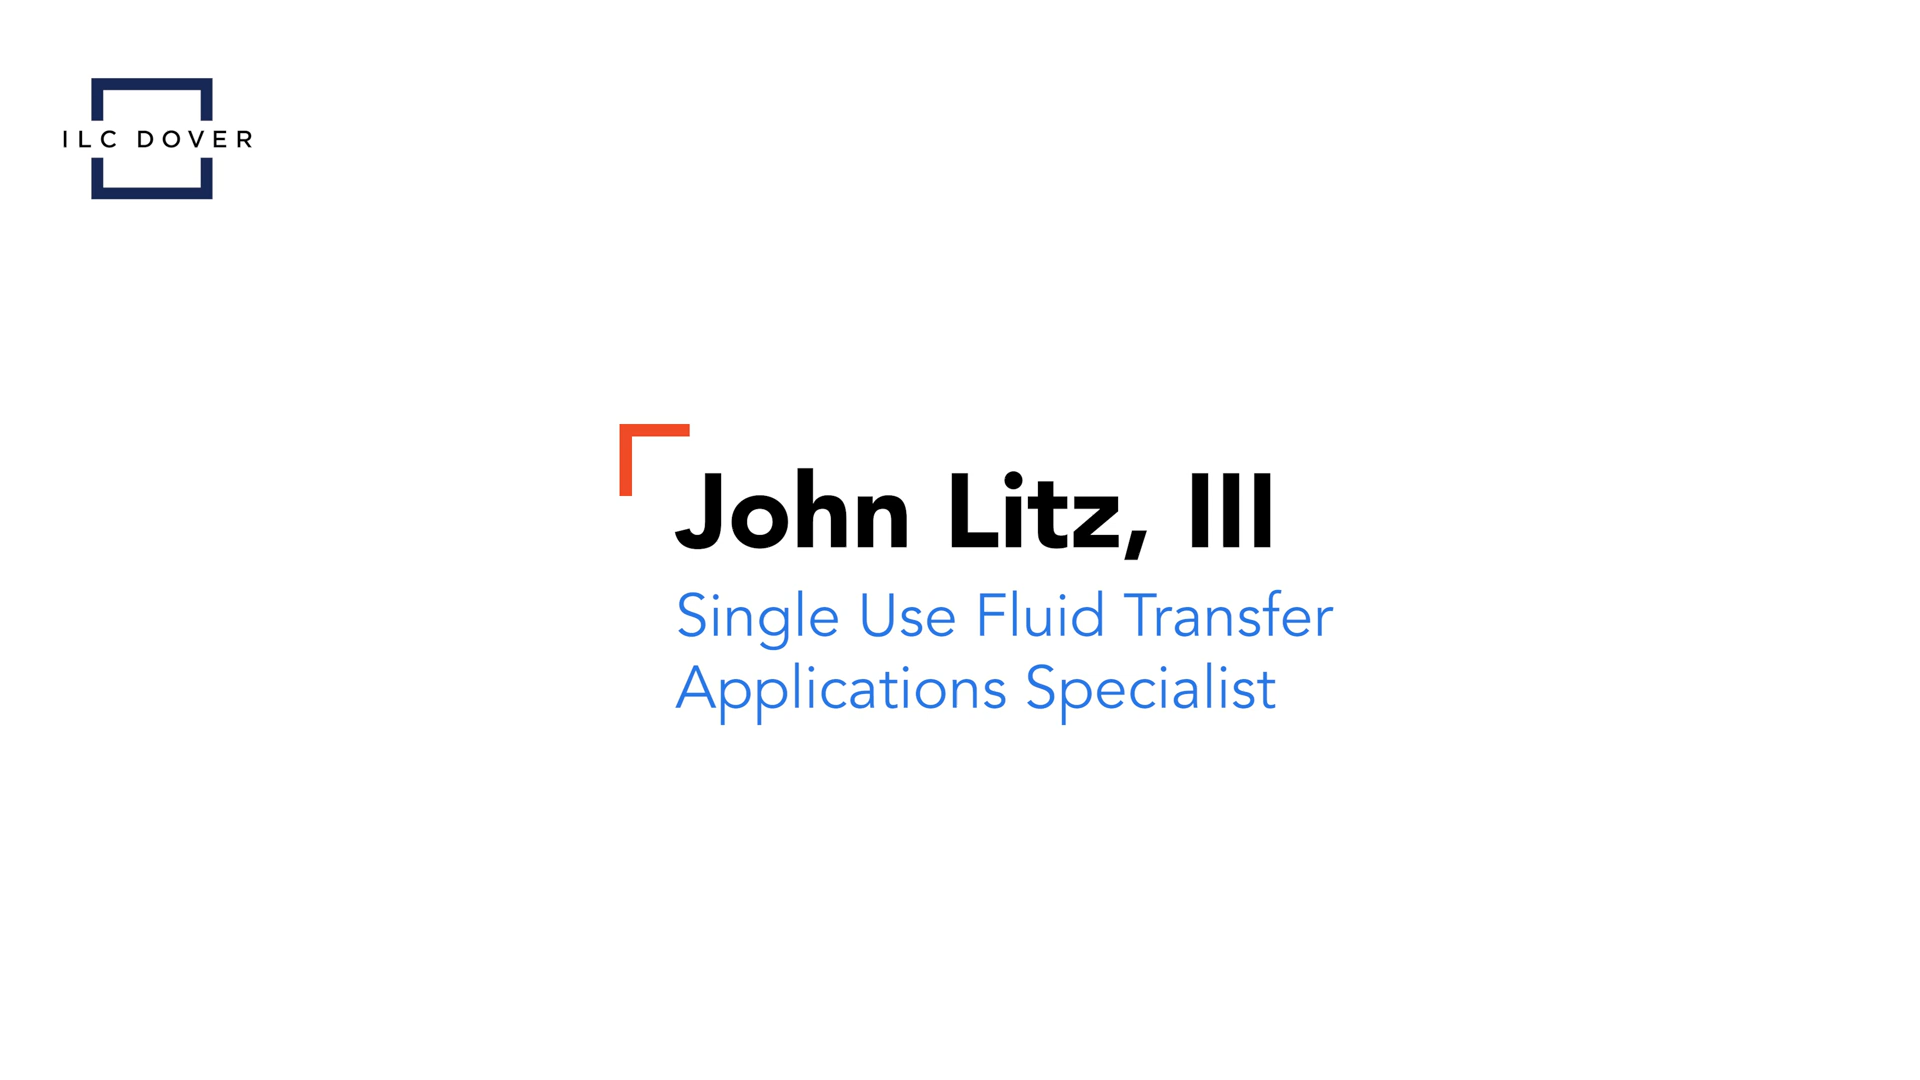 ILC DOVER
John Litz, III
Single Use Fluid Transfer
Applications Specialist